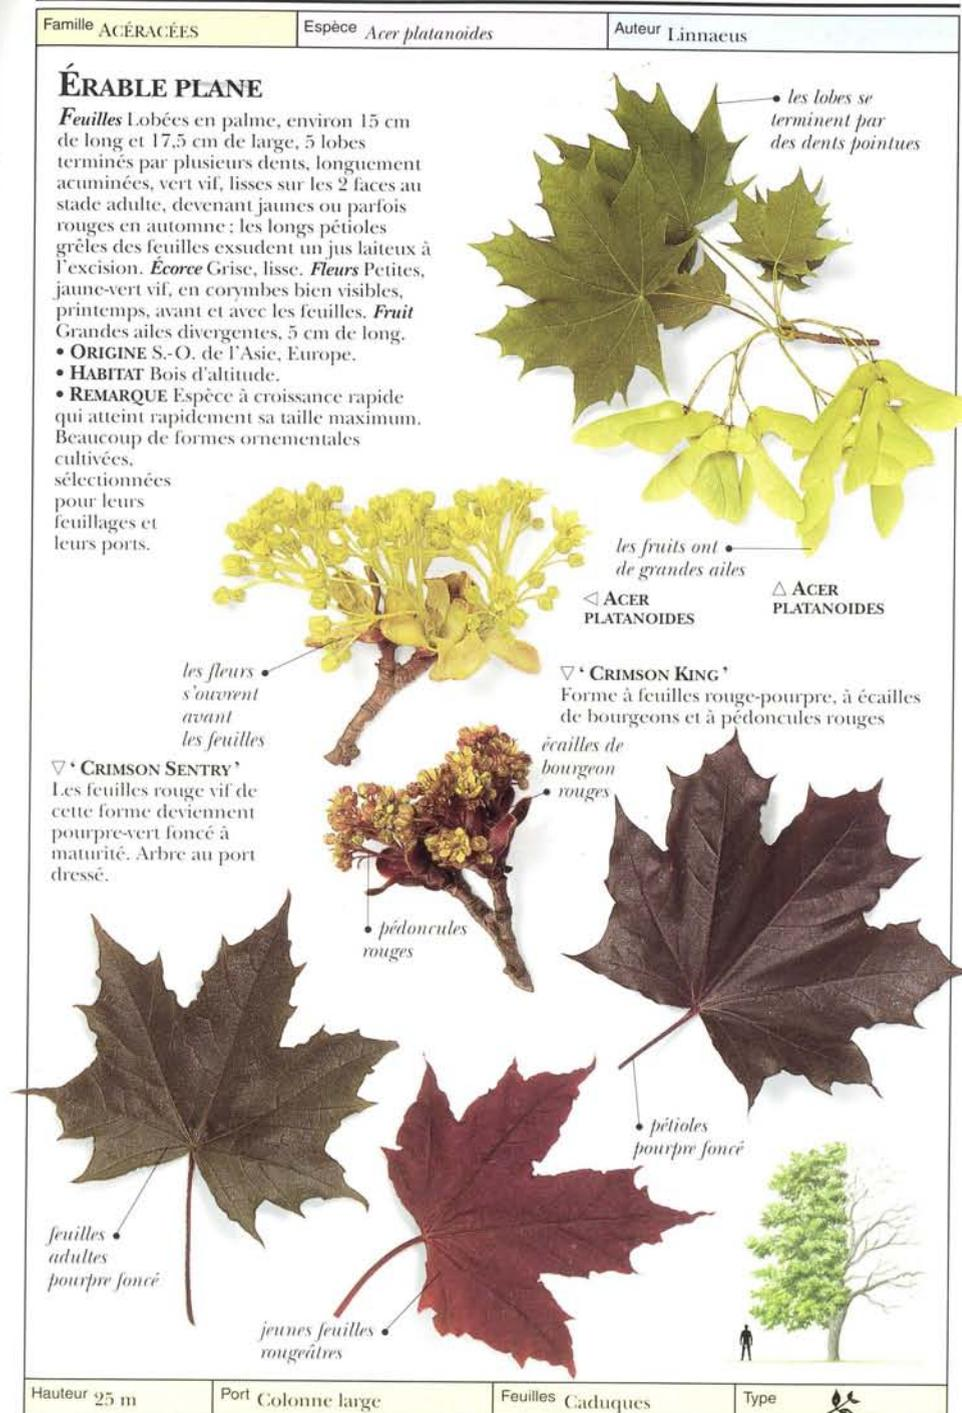 Famille ACÉRACÉES
Espèce Acer platanoides
Auteur Linnaeus
ÉRABLE PLANE
Feuilles Lobées en palme, environ 15 cm
de long et 17,5 cm de large, 5 lobes
terminés par plusieurs dents, longuement
acuminées, vert vif, lisses sur les 2 faces au
stade adulte, devenant jaunes ou parfois
rouges en automne ; les longs pétioles
grêles des feuilles exsudent un jus laiteux à
l'excision. Écorce Grise, lisse. Fleurs Petites,
jaune-vert vif, en corymbes bien visibles,
printemps, avant et avec les feuilles. Fruit
Grandes ailes divergentes, 5 cm de long.
• ORIGINE S.-O. de l'Asie, Europe.
• HABITAT Bois d'altitude.
• REMARQUE Espèce à croissance rapide
qui atteint rapidement sa taille maximum.
Beaucoup de formes ornementales
cultivées,
sélectionnées
pour leurs
feuillages et
leurs ports.
les lobes se
terminent par
des dents pointues
les fruits ont
de grandes ailes
◁ ACER
PLATANOIDES
△ ACER
PLATANOIDES
les fleurs
s'ouvrent
avant
les feuilles
▽ ‘ CRIMSON KING ’
Forme à feuilles rouge-pourpre, à écailles
de bourgeons et à pédoncules rouges
écailles de
bourgeon
rouges
▽ ‘ CRIMSON SENTRY ’
Les feuilles rouge vif de
cette forme deviennent
pourpre-vert foncé à
maturité. Arbre au port
dressé.
pédoncules
rouges
pétioles
pourpre foncé
feuilles
adultes
pourpre foncé
jeunes feuilles
rougeâtres
Hauteur 25 m
Port Colonne large
Feuilles Caduques
Type